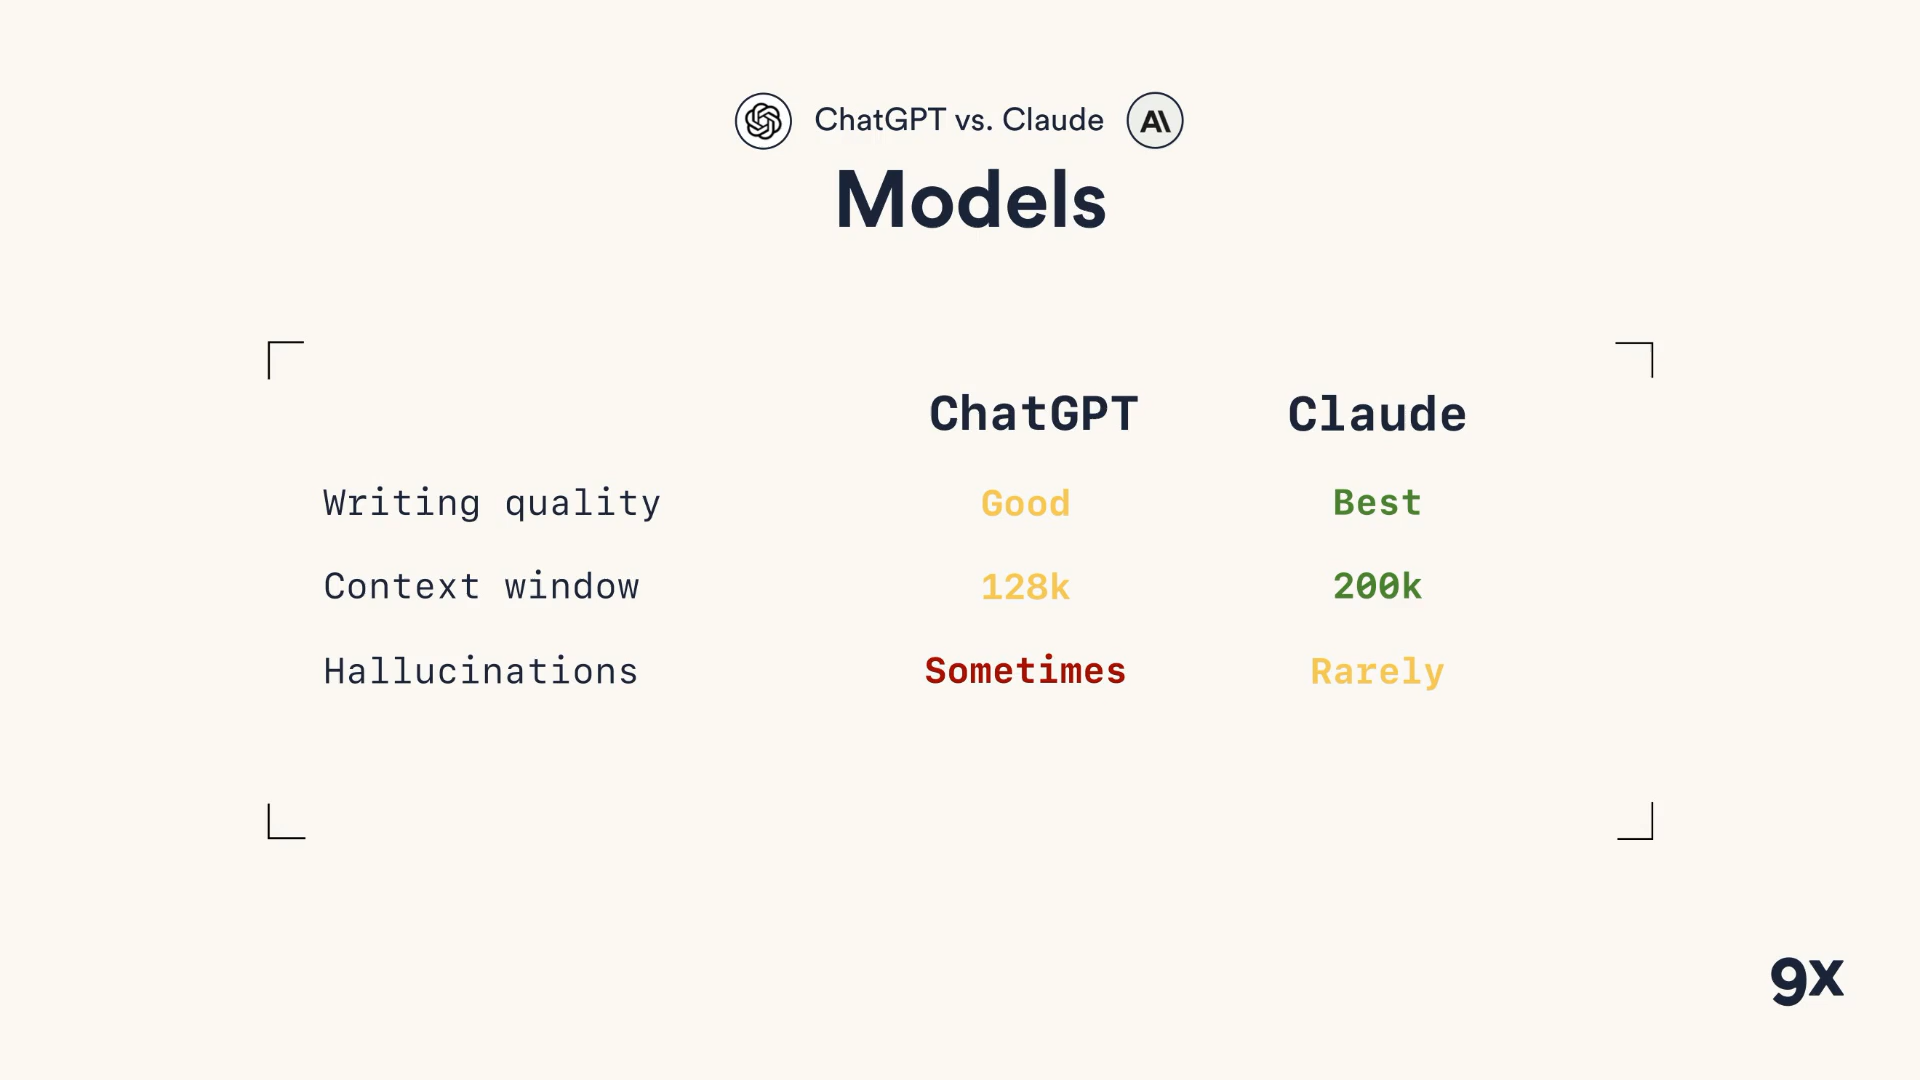 ChatGPT vs. Claude
Models
ChatGPT Claude
Writing quality Good Best
Context window 128k 200k
Hallucinations Sometimes Rarely
9x